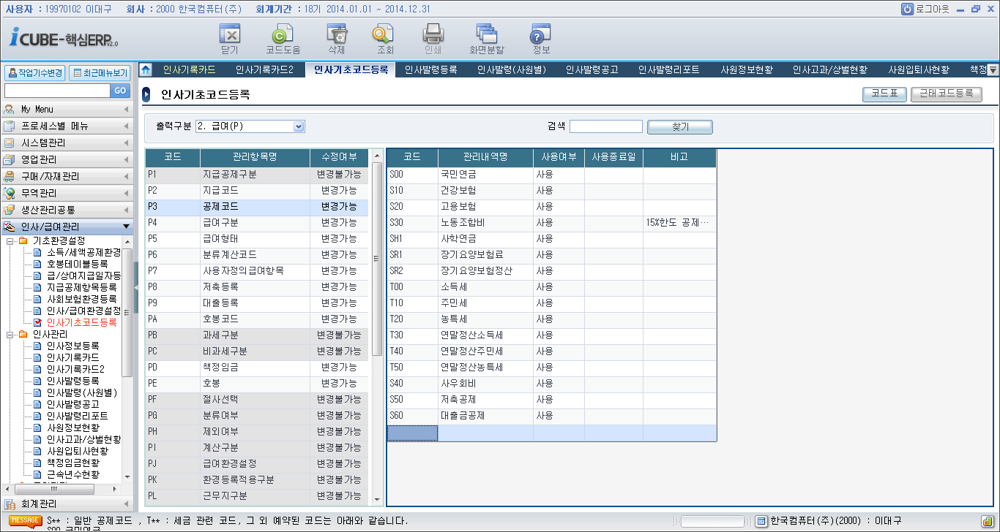 사용자 : 19970102 이대구 회사 : 2000 한국컴퓨터(주) 회계기간 : 18기 2014.01.01 ~ 2014.12.31 로그아웃
iCUBE-핵심ERP v2.0 닫기 코드도움 삭제 조회 인쇄 화면분할 정보
작업기수변경 최근메뉴보기
GO
My Menu
프로세스별 메뉴
시스템관리
영업관리
구매/자재관리
무역관리
생산관리공통
인사/급여관리
기초환경설정
소득/세액공제환경
호봉테이블등록
급/상여지급일자등
지급공제항목등록
사회보험환경등록
인사/급여환경설정
인사기초코드등록
인사관리
인사정보등록
인사기록카드
인사기록카드2
인사발령등록
인사발령(사원별)
인사발령공고
인사발령리포트
사원정보현황
인사고과/상벌현황
사원입퇴사현황
책정임금현황
근속년수현황
회계관리
인사기록카드 인사기록카드2 인사기초코드등록 인사발령등록 인사발령(사원별) 인사발령공고 인사발령리포트 사원정보현황 인사고과/상벌현황 사원입퇴사현황 책정
인사기초코드등록 코드표 근태코드등록
출력구분 2. 급여(P) 검색 찾기
코드 관리항목명 수정여부
P1 지급공제구분 변경불가능
P2 지급코드 변경가능
P3 공제코드 변경가능
P4 급여구분 변경가능
P5 급여형태 변경가능
P6 분류계산코드 변경가능
P7 사용자정의급여항목 변경가능
P8 저축등록 변경가능
P9 대출등록 변경가능
PA 호봉코드 변경가능
PB 과세구분 변경불가능
PC 비과세구분 변경불가능
PD 책정임금 변경가능
PE 호봉 변경가능
PF 절사선택 변경불가능
PG 분류여부 변경불가능
PH 제외여부 변경불가능
PI 계산구분 변경불가능
PJ 급여환경설정 변경불가능
PK 환경등록적용구분 변경불가능
PL 근무지구분 변경불가능
코드 관리내역명 사용여부 사용종료일 비고
S00 국민연금 사용
S10 건강보험 사용
S20 고용보험 사용
S30 노동조합비 사용 15%한도 공제…
SH1 사학연금 사용
SR1 장기요양보험료 사용
SR2 장기요양보험정산 사용
T00 소득세 사용
T10 주민세 사용
T20 농특세 사용
T30 연말정산소득세 사용
T40 연말정산주민세 사용
T50 연말정산농특세 사용
S40 사우회비 사용
S50 저축공제 사용
S60 대출금공제 사용
MESSAGE S** : 일반 공제코드 , T** : 세금 관련 코드, 그 외 예약된 코드는 아래와 같습니다.
S00 국민연금
한국컴퓨터(주)(2000) : 이대구